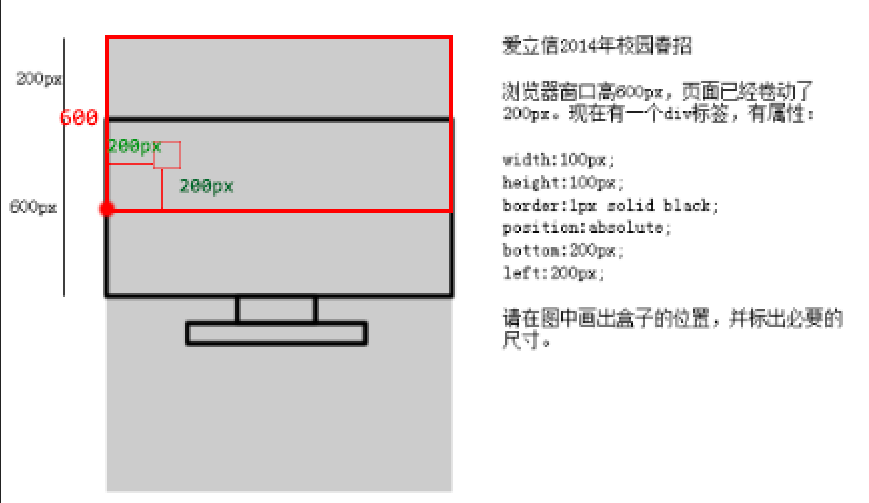 200px
600
200px
200px
600px
爱立信2014年校园春招
浏览器窗口高600px，页面已经卷动了
200px。现在有一个div标签，有属性：
width:100px;
height:100px;
border:1px solid black;
position:absolute;
bottom:200px;
left:200px;
请在图中画出盒子的位置，并标出必要的
尺寸。